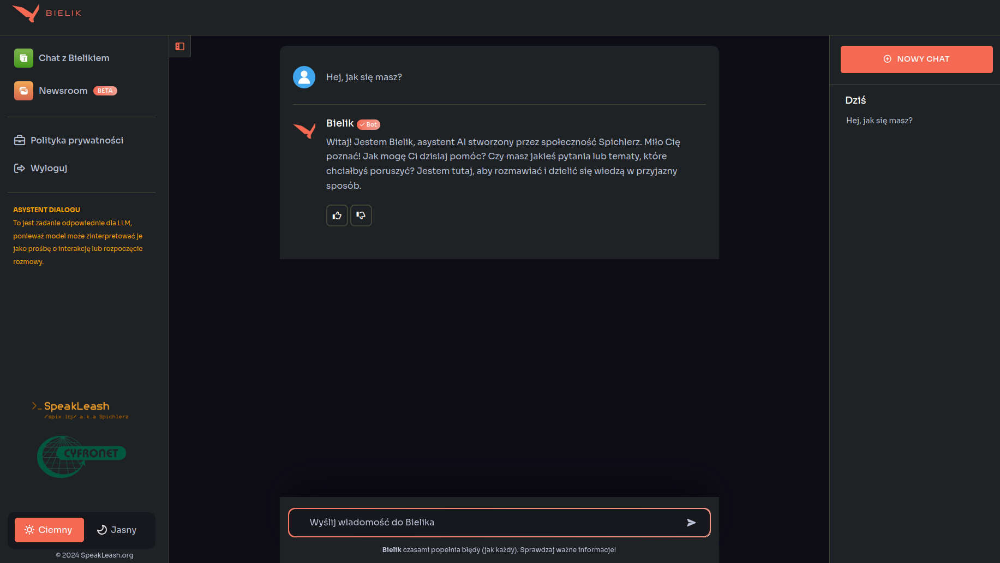 BIELIK
Chat z Bielikiem
Newsroom BETA
Polityka prywatności
Wyloguj
ASYSTENT DIALOGU
To jest zadanie odpowiednie dla LLM,
ponieważ model może zinterpretować je
jako prośbę o interakcję lub rozpoczęcie
rozmowy.
>_ SpeakLeash
/spix.lɛʂ/ a.k.a Spichlerz
CYFRONET
Ciemny
Jasny
© 2024 SpeakLeash.org
Hej, jak się masz?
Bielik Bot
Witaj! Jestem Bielik, asystent AI stworzony przez społeczność Spichlerz. Miło Cię
poznać! Jak mogę Ci dzisiaj pomóc? Czy masz jakieś pytania lub tematy, które
chciałbyś poruszyć? Jestem tutaj, aby rozmawiać i dzielić się wiedzą w przyjazny
sposób.
Wyślij wiadomość do Bielika
Bielik czasami popełnia błędy (jak każdy). Sprawdzaj ważne informacje!
NOWY CHAT
Dziś
Hej, jak się masz?